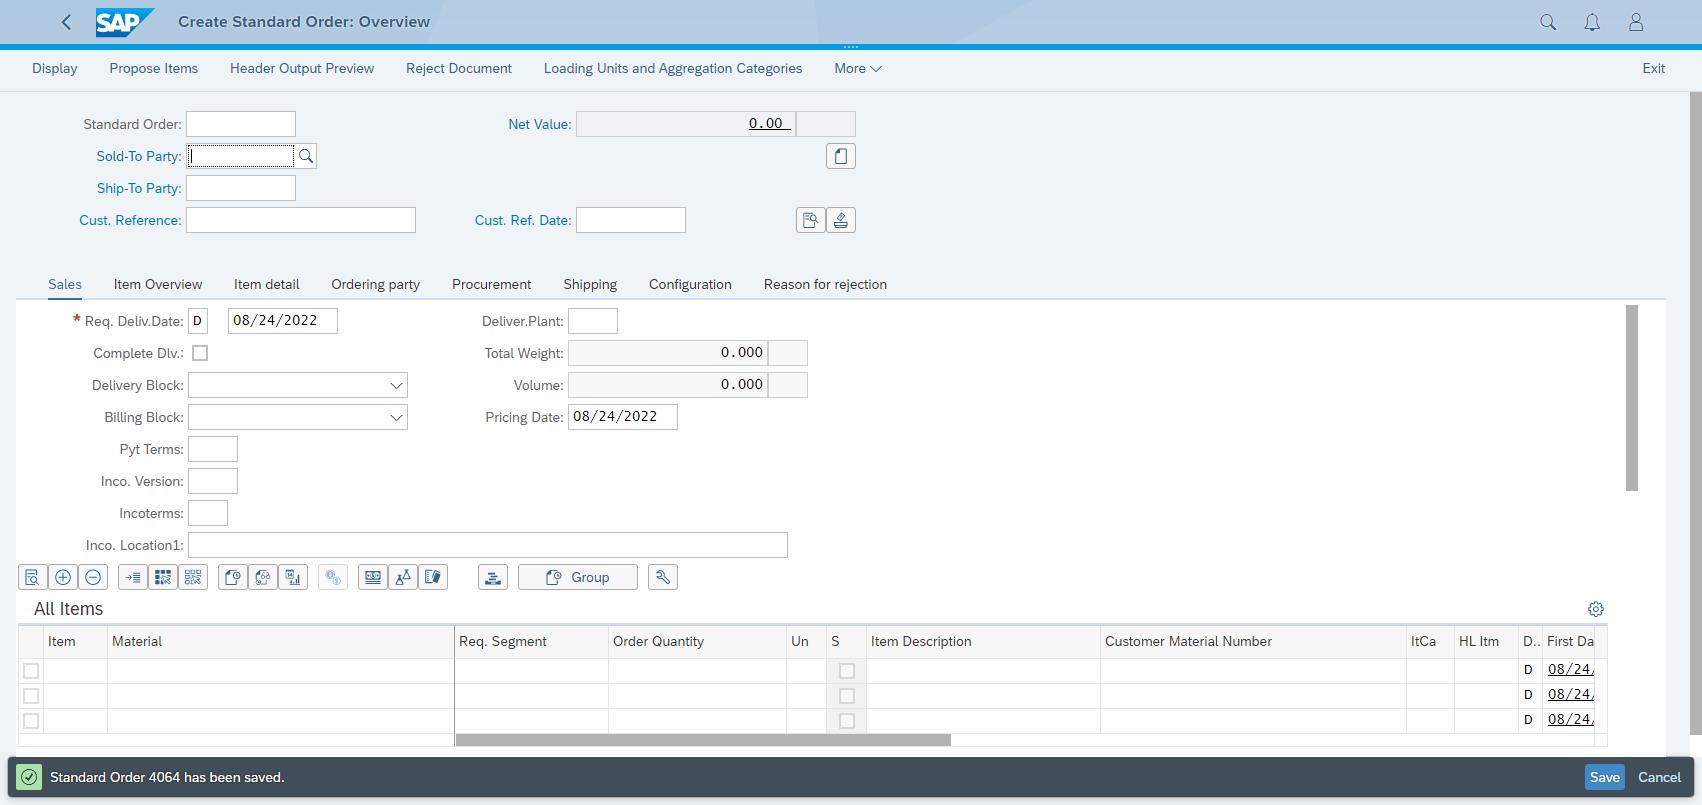 SAP Create Standard Order: Overview
Display Propose Items Header Output Preview Reject Document Loading Units and Aggregation Categories More Exit
Standard Order: Net Value: 0.00
Sold-To Party:
Ship-To Party:
Cust. Reference: Cust. Ref. Date:
Sales Item Overview Item detail Ordering party Procurement Shipping Configuration Reason for rejection
* Req. Deliv.Date: D 08/24/2022 Deliver.Plant:
Complete Dlv.: Total Weight: 0.000
Delivery Block: Volume: 0.000
Billing Block: Pricing Date: 08/24/2022
Pyt Terms:
Inco. Version:
Incoterms:
Inco. Location1:
Group
All Items
Item Material Req. Segment Order Quantity Un S Item Description Customer Material Number ItCa HL Itm D.. First Da
D 08/24/
D 08/24/
D 08/24/
Standard Order 4064 has been saved. Save Cancel